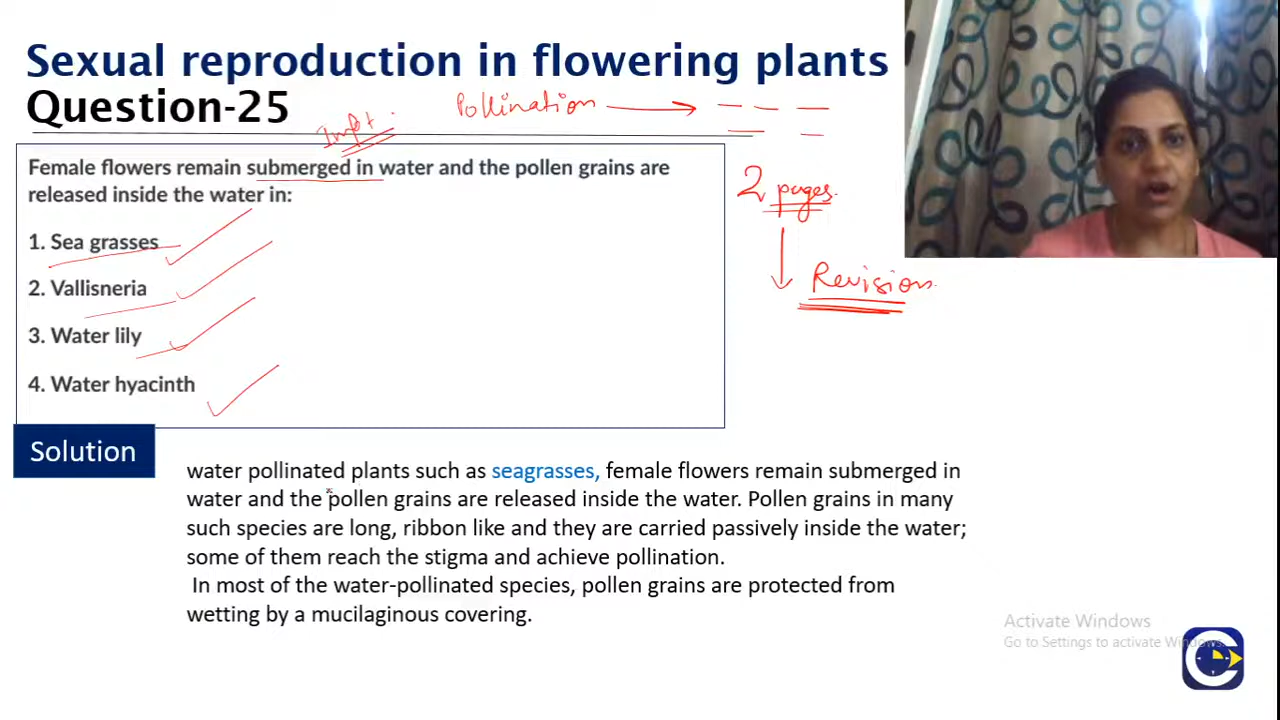 Sexual reproduction in flowering plants
Question-25
Impt.
Pollination
2 pages.
Revision
Female flowers remain submerged in water and the pollen grains are
released inside the water in:
1. Sea grasses
2. Vallisneria
3. Water lily
4. Water hyacinth
Solution
water pollinated plants such as seagrasses, female flowers remain submerged in
water and the pollen grains are released inside the water. Pollen grains in many
such species are long, ribbon like and they are carried passively inside the water;
some of them reach the stigma and achieve pollination.
In most of the water-pollinated species, pollen grains are protected from
wetting by a mucilaginous covering.
Activate Windows
Go to Settings to activate Windows.